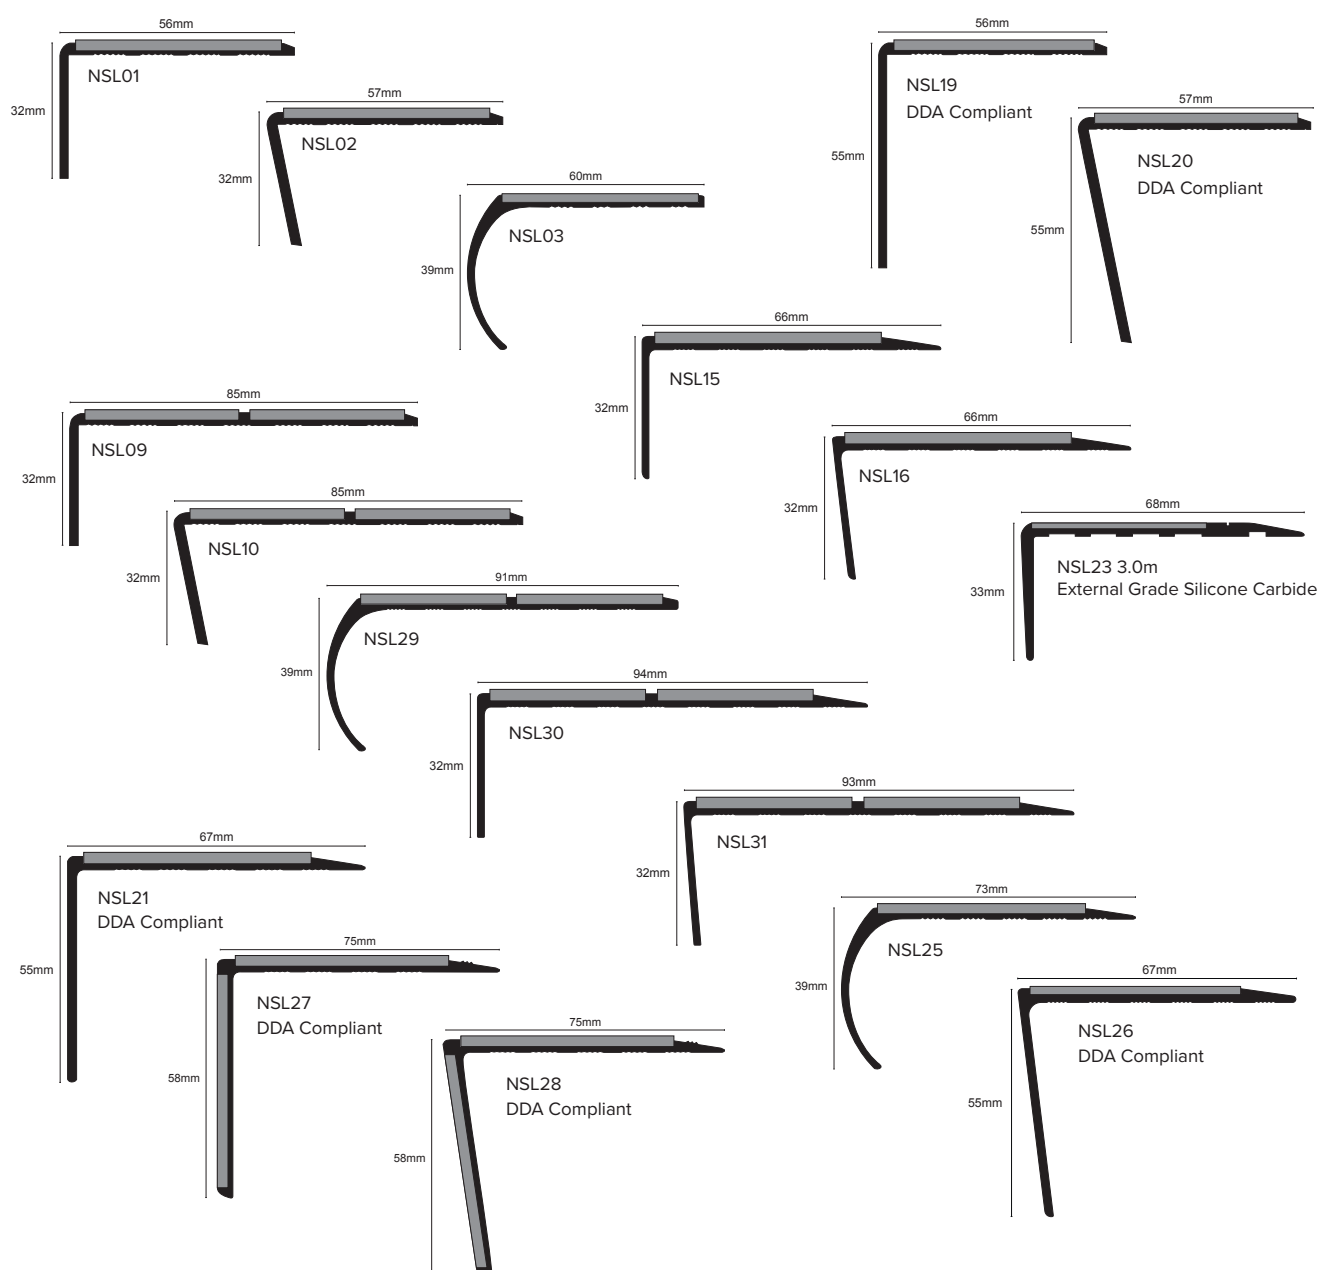 56mm
32mm
NSL01
57mm
32mm
NSL02
60mm
39mm
NSL03
56mm
55mm
NSL19
DDA Compliant
57mm
55mm
NSL20
DDA Compliant
66mm
32mm
NSL15
85mm
32mm
NSL09
66mm
32mm
NSL16
85mm
32mm
NSL10
68mm
33mm
NSL23 3.0m
External Grade Silicone Carbide
91mm
39mm
NSL29
94mm
32mm
NSL30
93mm
32mm
NSL31
67mm
55mm
NSL21
DDA Compliant
73mm
39mm
NSL25
75mm
58mm
NSL27
DDA Compliant
67mm
55mm
NSL26
DDA Compliant
75mm
58mm
NSL28
DDA Compliant